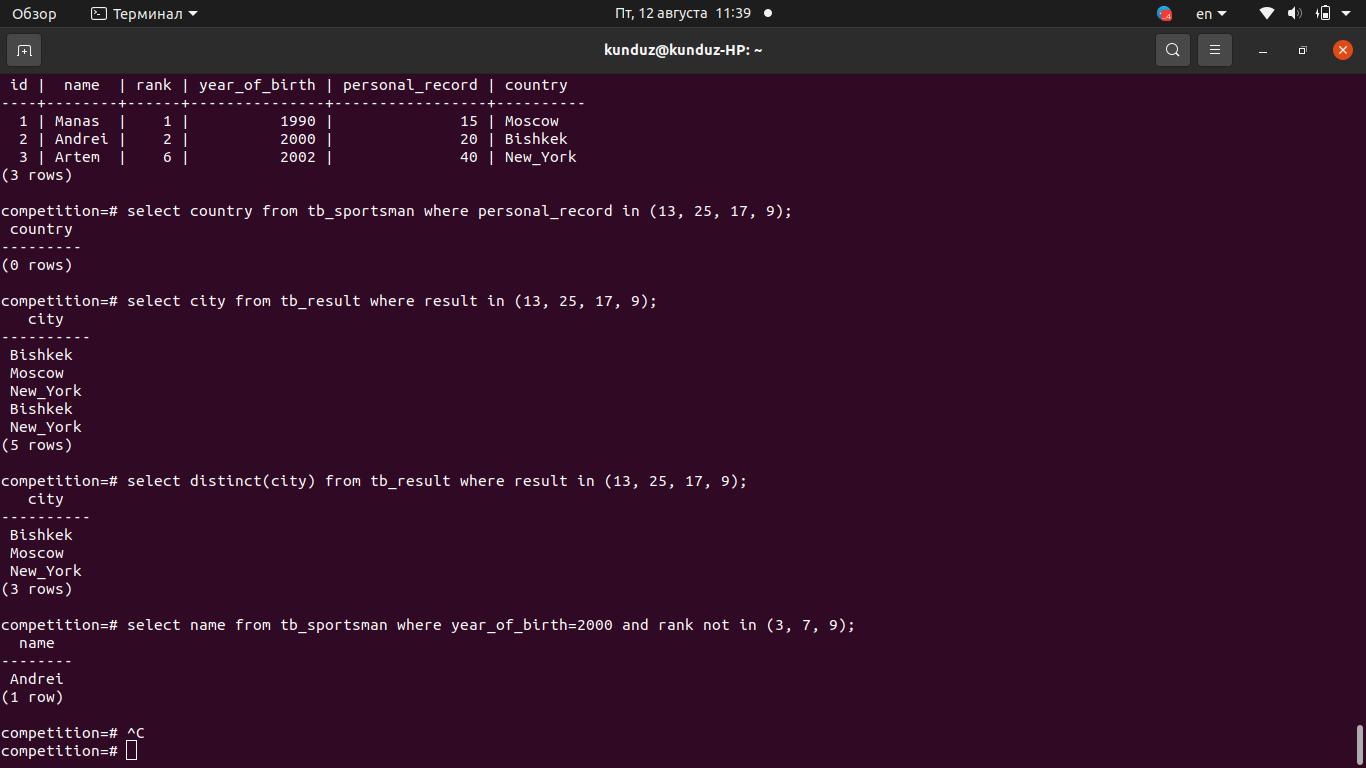 Обзор Терминал Пт, 12 августа 11:39 4 en
kunduz@kunduz-HP: ~
 id |  name  | rank | year_of_birth | personal_record | country
----+--------+------+---------------+-----------------+----------
  1 | Manas  |    1 |          1990 |              15 | Moscow
  2 | Andrei |    2 |          2000 |              20 | Bishkek
  3 | Artem  |    6 |          2002 |              40 | New_York
(3 rows)
competition=# select country from tb_sportsman where personal_record in (13, 25, 17, 9);
 country
---------
(0 rows)
competition=# select city from tb_result where result in (13, 25, 17, 9);
   city
----------
 Bishkek
 Moscow
 New_York
 Bishkek
 New_York
(5 rows)
competition=# select distinct(city) from tb_result where result in (13, 25, 17, 9);
   city
----------
 Bishkek
 Moscow
 New_York
(3 rows)
competition=# select name from tb_sportsman where year_of_birth=2000 and rank not in (3, 7, 9);
  name
--------
 Andrei
(1 row)
competition=# ^C
competition=#